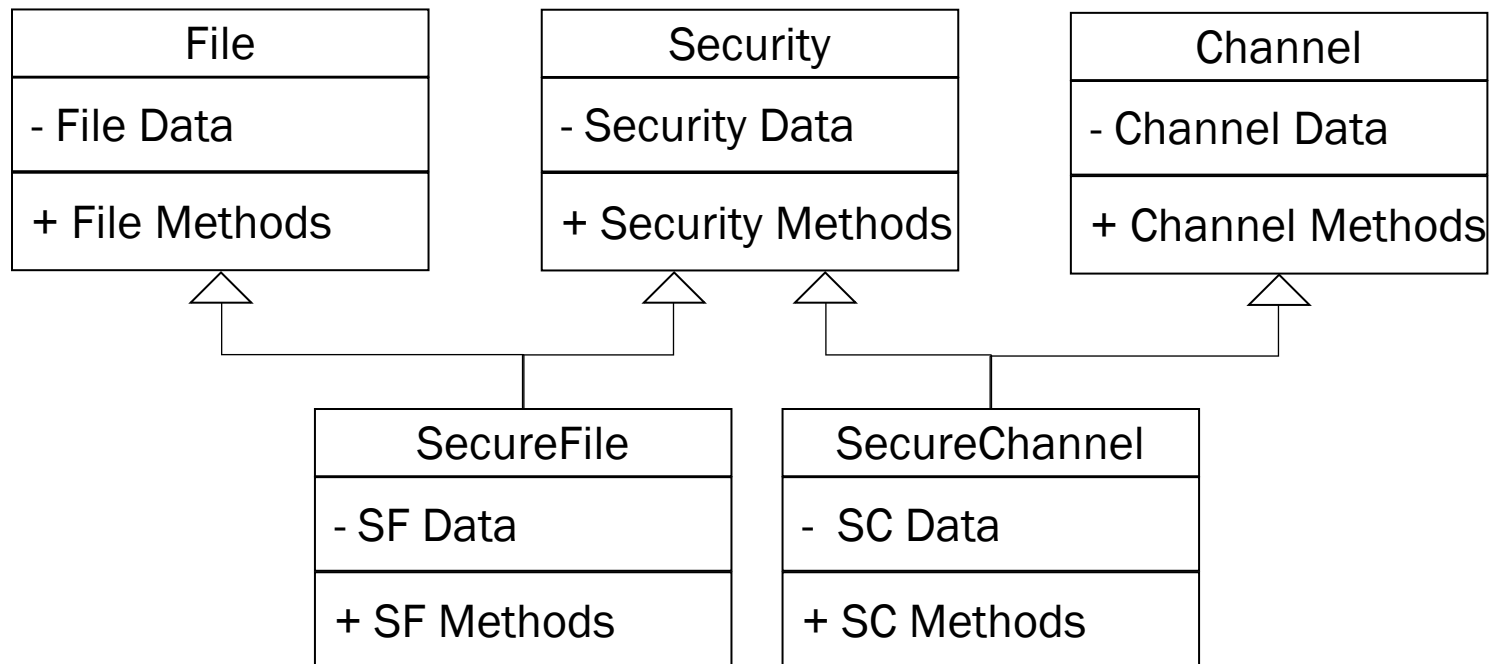 File
- File Data
+ File Methods
Security
- Security Data
+ Security Methods
Channel
- Channel Data
+ Channel Methods
SecureFile
- SF Data
+ SF Methods
SecureChannel
- SC Data
+ SC Methods